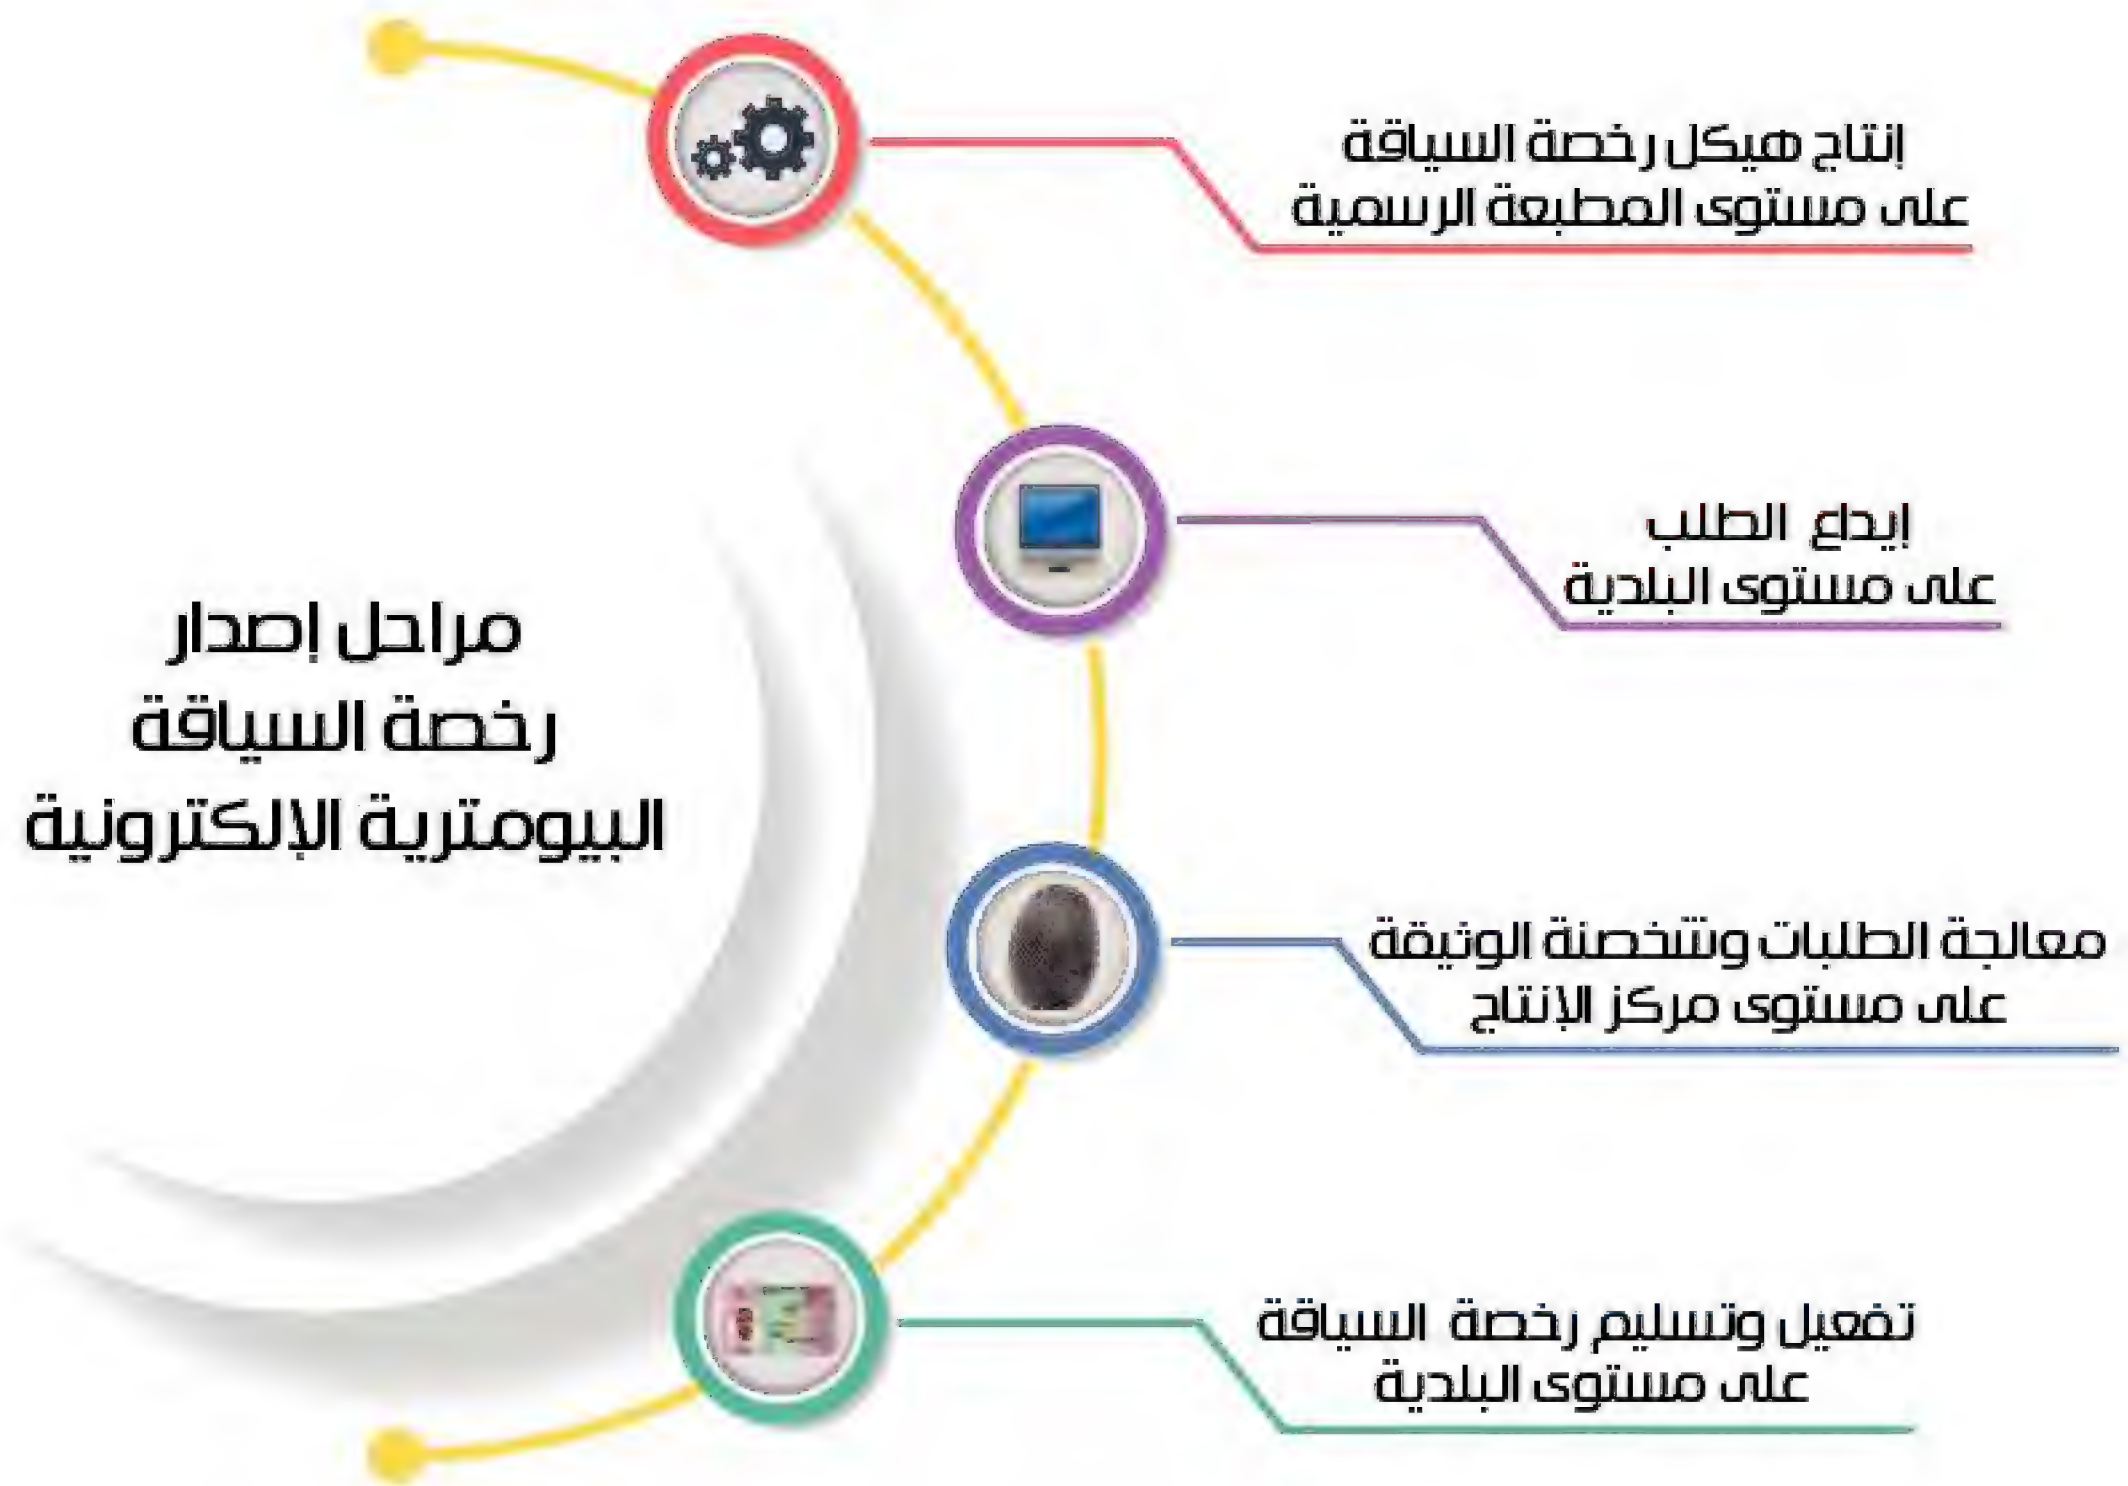 مراحل إصدار
رخصة السياقة
البيومترية الإلكترونية
إنتاج هيكل رخصة السياقة
على مستوى المطبعة الرسمية
إيداع الطلب
على مستوى البلدية
معالجة الطلبات وشخصنة الوثيقة
على مستوى مركز الإنتاج
تفعيل وتسليم رخصة السياقة
على مستوى البلدية